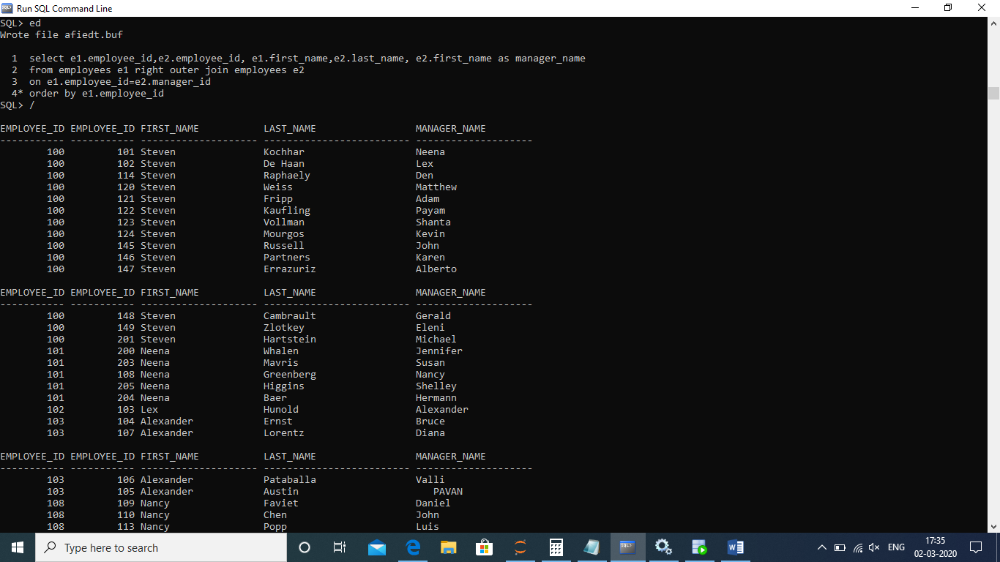 Run SQL Command Line
SQL> ed
Wrote file afiedt.buf
1 select e1.employee_id,e2.employee_id, e1.first_name,e2.last_name, e2.first_name as manager_name
2 from employees e1 right outer join employees e2
3 on e1.employee_id=e2.manager_id
4* order by e1.employee_id
SQL> /
EMPLOYEE_ID EMPLOYEE_ID FIRST_NAME LAST_NAME MANAGER_NAME
----------- ----------- -------------------- ------------------------- --------------------
100 101 Steven Kochhar Neena
100 102 Steven De Haan Lex
100 114 Steven Raphaely Den
100 120 Steven Weiss Matthew
100 121 Steven Fripp Adam
100 122 Steven Kaufling Payam
100 123 Steven Vollman Shanta
100 124 Steven Mourgos Kevin
100 145 Steven Russell John
100 146 Steven Partners Karen
100 147 Steven Errazuriz Alberto
EMPLOYEE_ID EMPLOYEE_ID FIRST_NAME LAST_NAME MANAGER_NAME
----------- ----------- -------------------- ------------------------- --------------------
100 148 Steven Cambrault Gerald
100 149 Steven Zlotkey Eleni
100 201 Steven Hartstein Michael
101 200 Neena Whalen Jennifer
101 203 Neena Mavris Susan
101 108 Neena Greenberg Nancy
101 205 Neena Higgins Shelley
101 204 Neena Baer Hermann
102 103 Lex Hunold Alexander
103 104 Alexander Ernst Bruce
103 107 Alexander Lorentz Diana
EMPLOYEE_ID EMPLOYEE_ID FIRST_NAME LAST_NAME MANAGER_NAME
----------- ----------- -------------------- ------------------------- --------------------
103 106 Alexander Pataballa Valli
103 105 Alexander Austin PAVAN
108 109 Nancy Faviet Daniel
108 110 Nancy Chen John
108 113 Nancy Popp Luis
Type here to search
ENG
17:35
02-03-2020